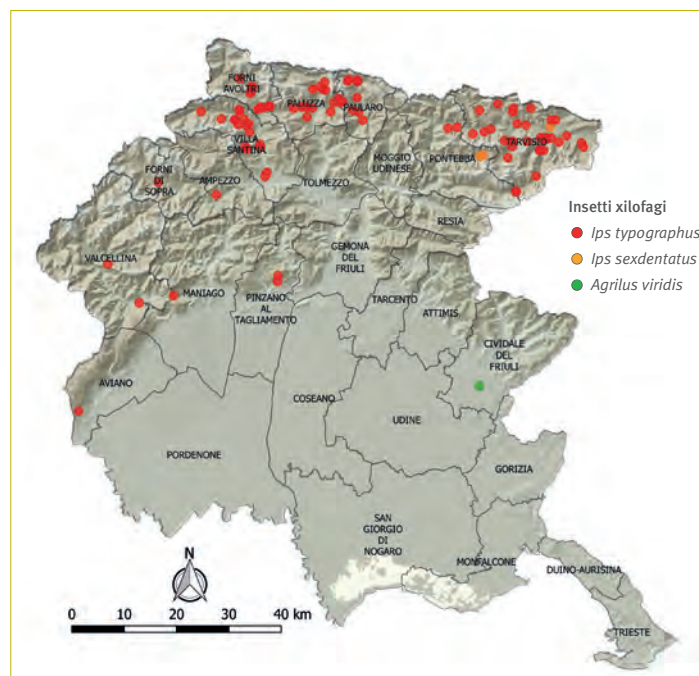 FORNI
AVOLTRI
PALUZZA
PAULARO
VILLA
SANTINA
TARVISIO
PONTEBBA
MOGGIO
UDINESE
FORNI
DI
SOPRA
AMPEZZO
TOLMEZZO
RESIA
Insetti xilofagi
Ips typographus
Ips sexdentatus
Agrilus viridis
VALCELLINA
GEMONA
DEL
FRIULI
MANIAGO
PINZANO
AL
TAGLIAMENTO
TARCENTO
ATTIMIS
CIVIDALE
DEL
FRIULI
AVIANO
COSEANO
UDINE
PORDENONE
GORIZIA
SAN
GIORGIO
DI
NOGARO
MONFALCONE
DUINO-AURISINA
TRIESTE
N
0 10 20 30 40 km